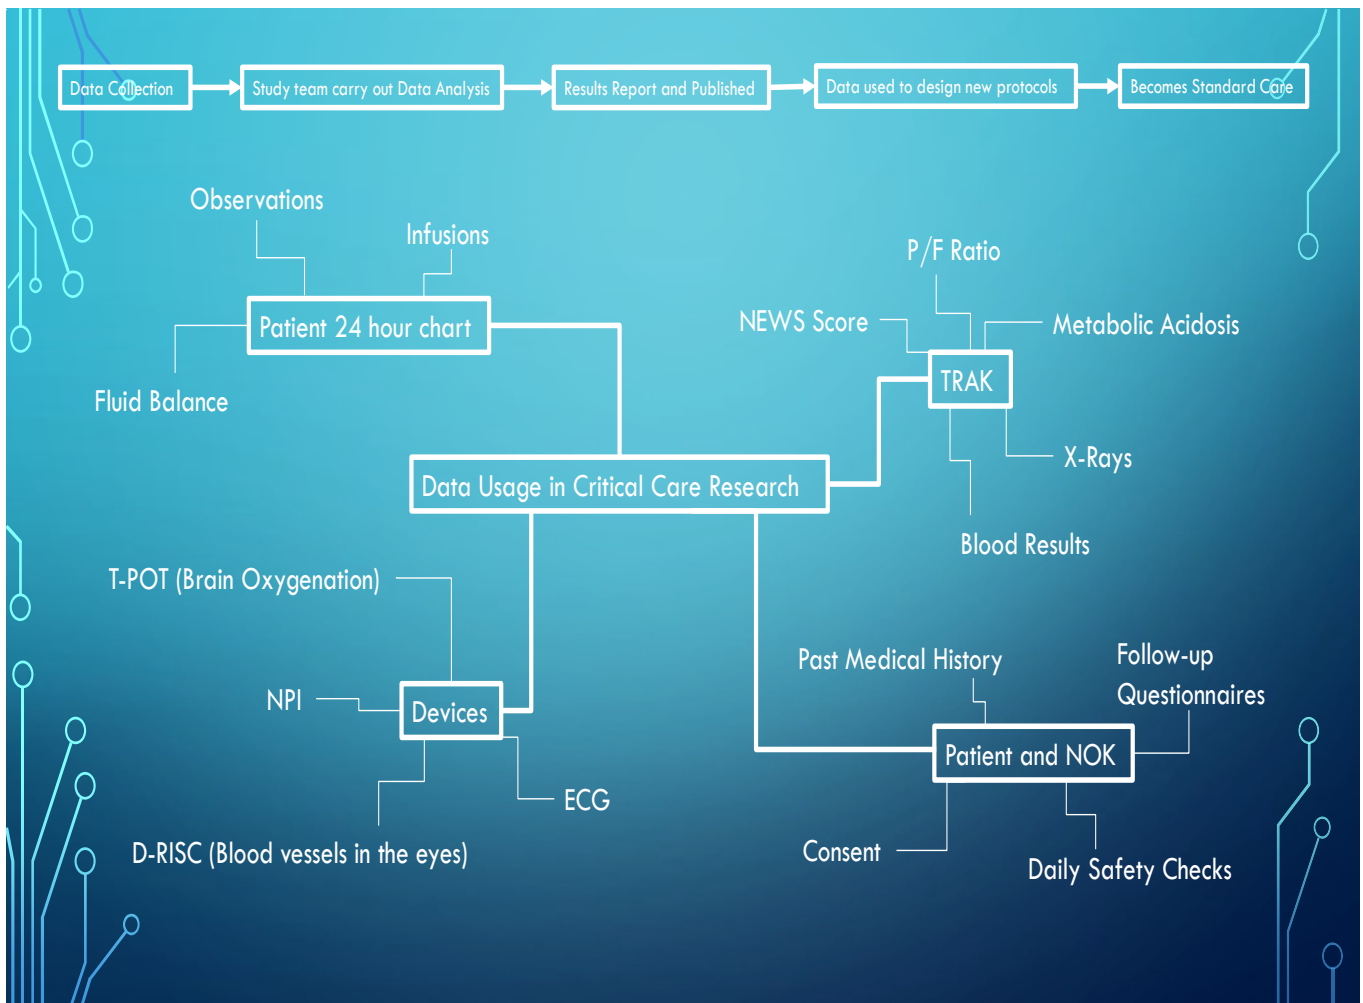 Data Collection
Study team carry out Data Analysis
Results Report and Published
Data used to design new protocols
Becomes Standard Care
Observations
Infusions
Patient 24 hour chart
Fluid Balance
P/F Ratio
NEWS Score
Metabolic Acidosis
TRAK
X-Rays
Blood Results
Data Usage in Critical Care Research
T-POT (Brain Oxygenation)
NPI
Devices
ECG
D-RISC (Blood vessels in the eyes)
Past Medical History
Follow-up
Questionnaires
Patient and NOK
Consent
Daily Safety Checks